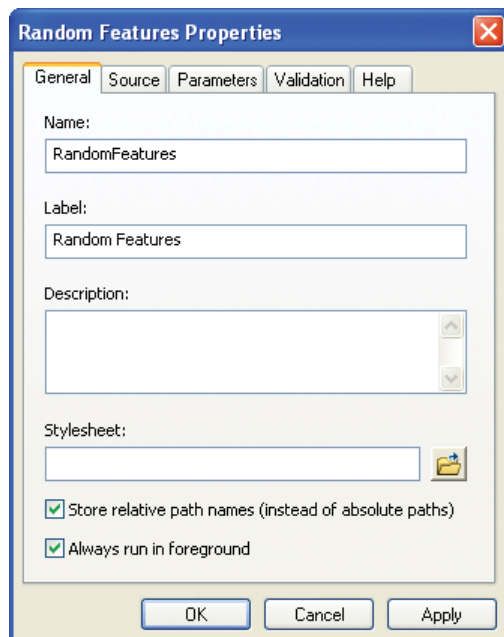 Random Features Properties
General Source Parameters Validation Help
Name:
RandomFeatures
Label:
Random Features
Description:
Stylesheet:
Store relative path names (instead of absolute paths)
Always run in foreground
OK Cancel Apply